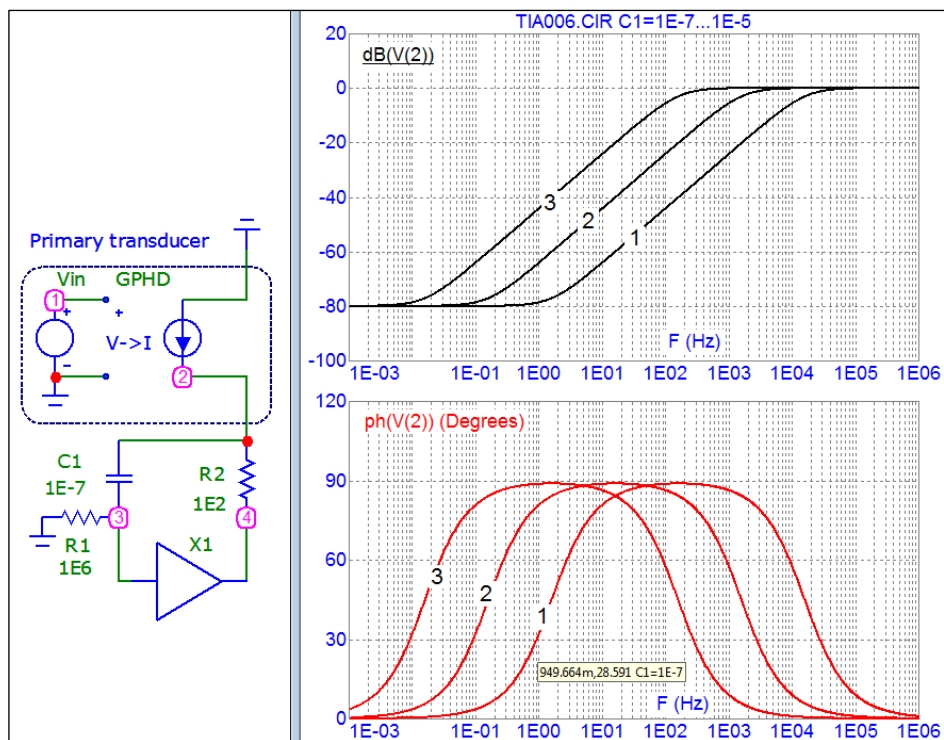 TIA006.CIR C1=1E-7...1E-5
dB(V(2))
20
0
-20
-40
-60
-80
-100
3
2
1
F (Hz)
1E-03 1E-01 1E00 1E01 1E02 1E03 1E04 1E05 1E06
Primary transducer
Vin GPHD
1
+ +
V->I
-
2
C1
1E-7
R2
1E2
3
4
R1
1E6
X1
120
90
60
30
0
ph(V(2)) (Degrees)
3
2
1
949.664m,28.591 C1=1E-7
F (Hz)
1E-03 1E-01 1E00 1E01 1E02 1E03 1E04 1E05 1E06